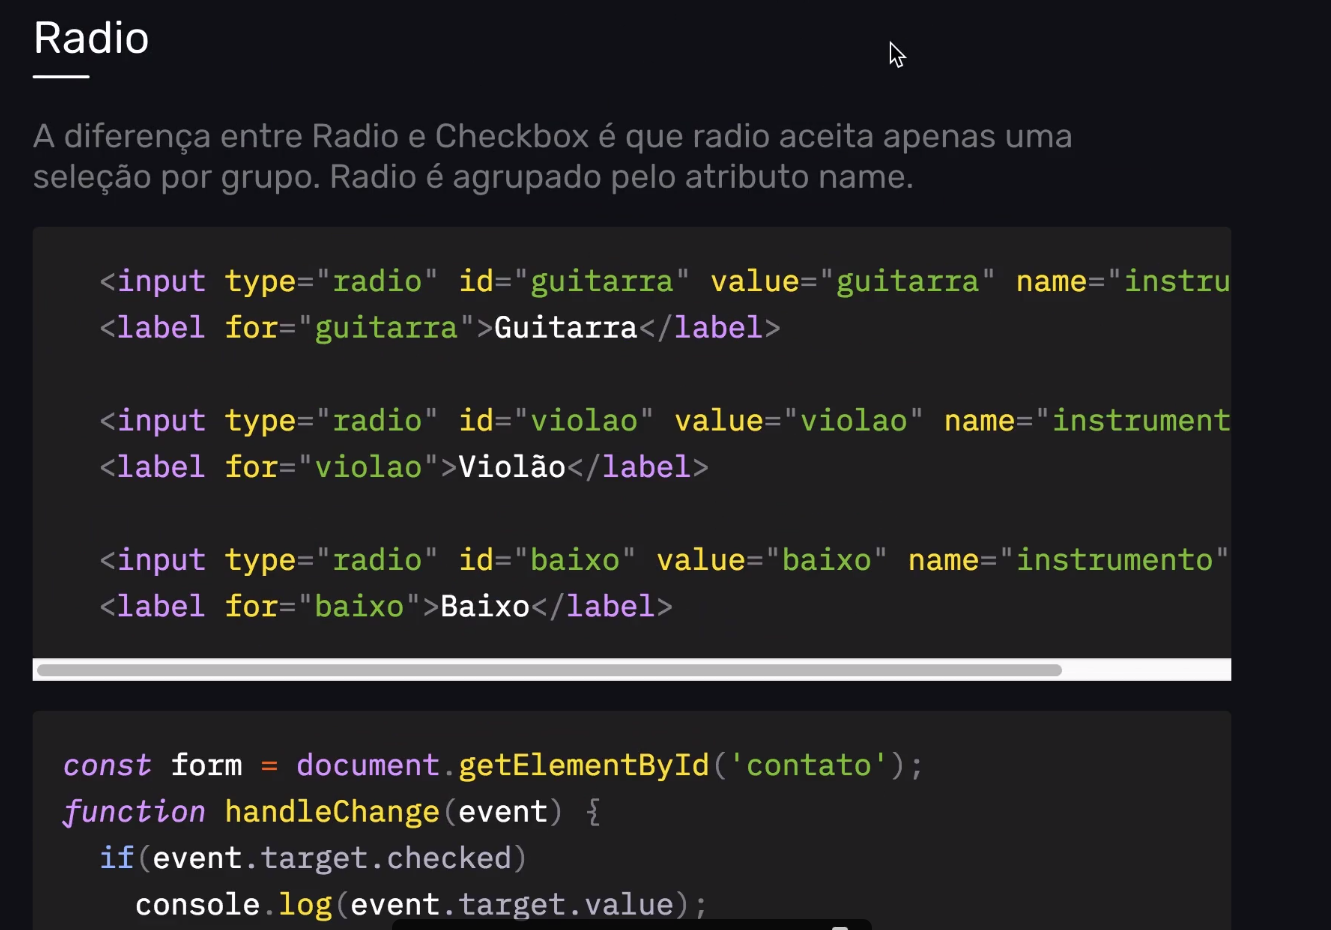 Radio
A diferença entre Radio e Checkbox é que radio aceita apenas uma
seleção por grupo. Radio é agrupado pelo atributo name.
<input type="radio" id="guitarra" value="guitarra" name="instru
<label for="guitarra">Guitarra</label>
<input type="radio" id="violao" value="violao" name="instrument
<label for="violao">Violão</label>
<input type="radio" id="baixo" value="baixo" name="instrumento"
<label for="baixo">Baixo</label>
const form = document.getElementById('contato');
function handleChange(event) {
if(event.target.checked)
console.log(event.target.value);